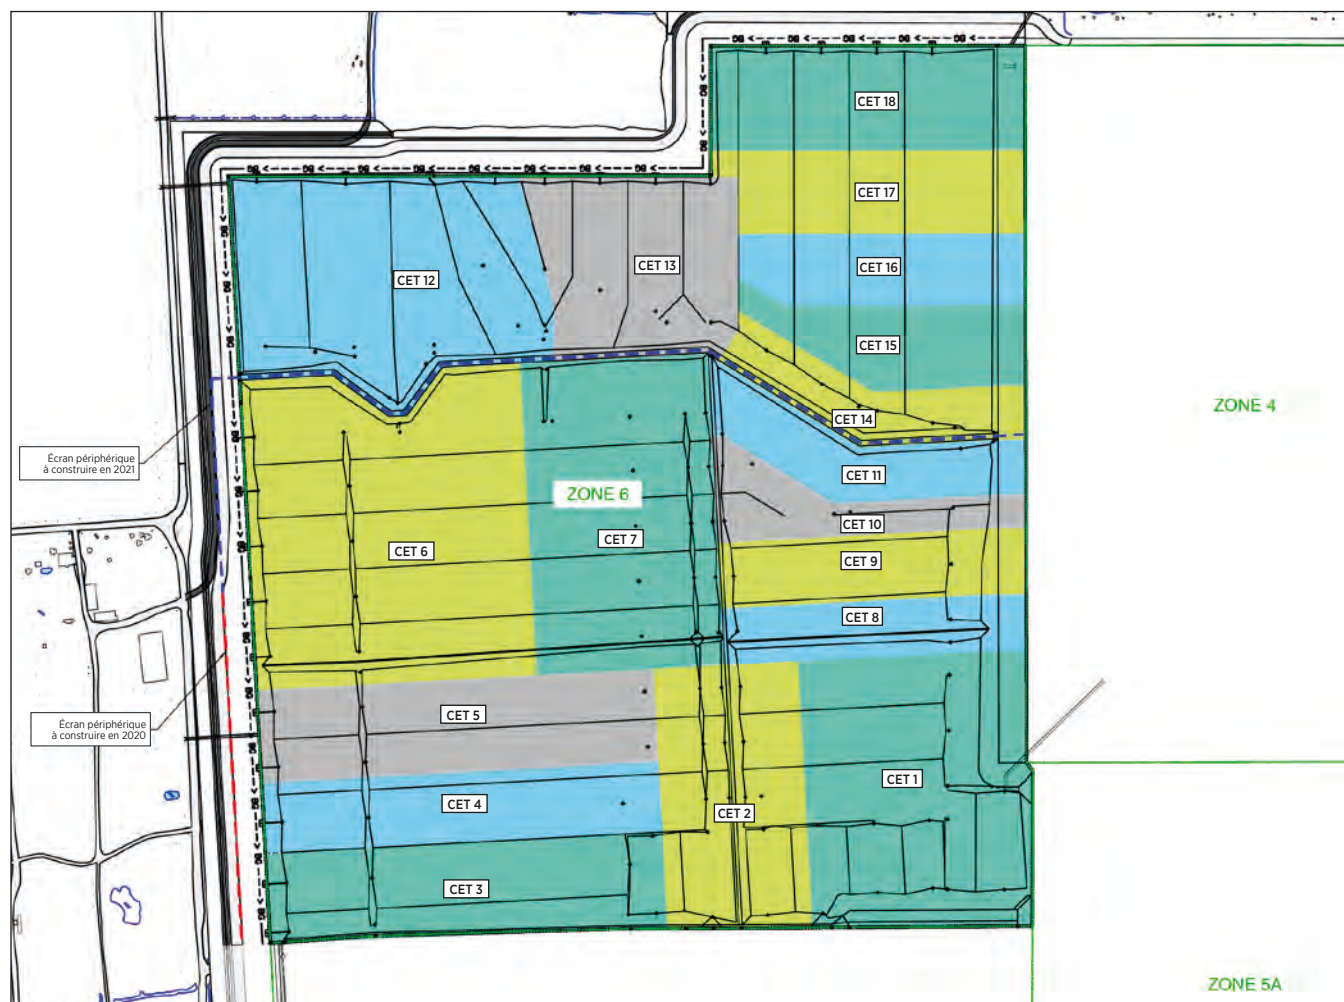 CET 18
CET 17
CET 16
CET 15
CET 14
CET 13
CET 12
CET 11
CET 10
CET 9
CET 8
CET 7
CET 6
ZONE 6
ZONE 4
Écran périphérique
à construire en 2021
Écran périphérique
à construire en 2020
CET 5
CET 4
CET 3
CET 2
CET 1
ZONE 5A